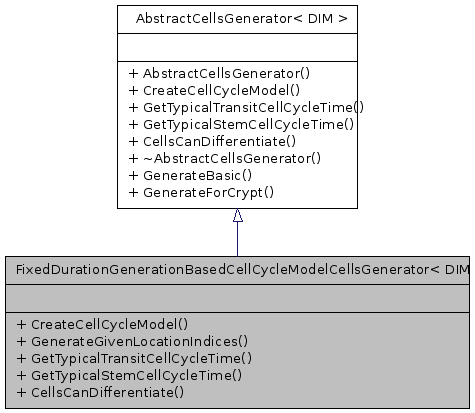 AbstractCellsGenerator< DIM >
+ AbstractCellsGenerator()
+ CreateCellCycleModel()
+ GetTypicalTransitCellCycleTime()
+ GetTypicalStemCellCycleTime()
+ CellsCanDifferentiate()
+ ~AbstractCellsGenerator()
+ GenerateBasic()
+ GenerateForCrypt()
FixedDurationGenerationBasedCellCycleModelCellsGenerator< DIM
+ CreateCellCycleModel()
+ GenerateGivenLocationIndices()
+ GetTypicalTransitCellCycleTime()
+ GetTypicalStemCellCycleTime()
+ CellsCanDifferentiate()